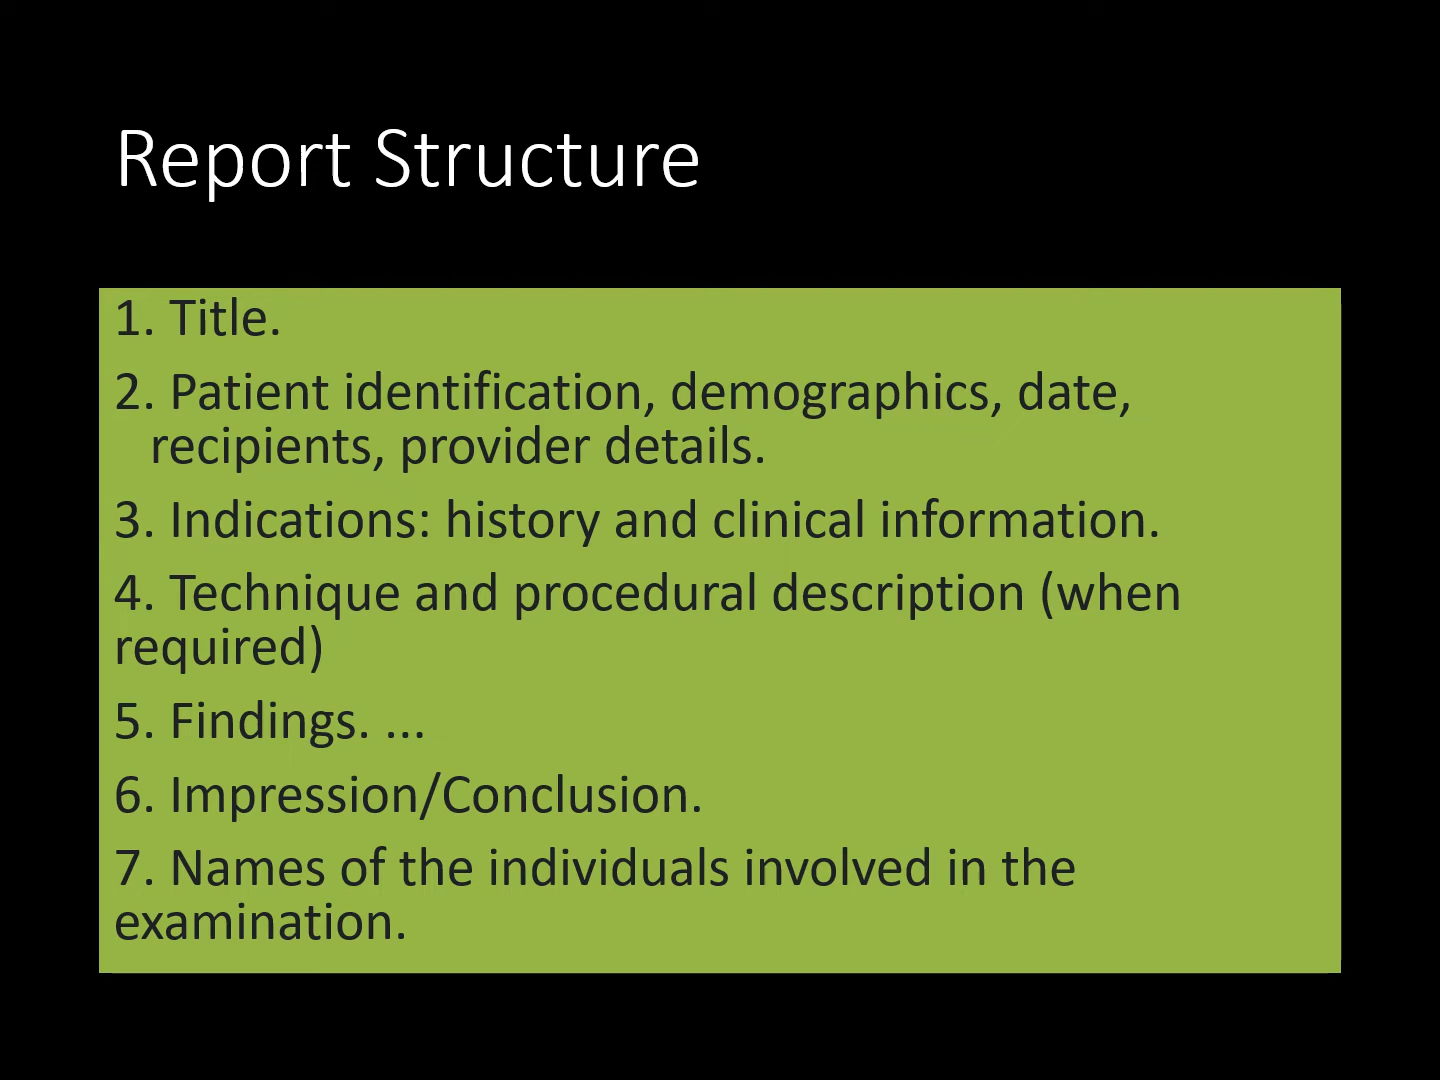 Report Structure
1. Title.
2. Patient identification, demographics, date,
recipients, provider details.
3. Indications: history and clinical information.
4. Technique and procedural description (when
required)
5. Findings. ...
6. Impression/Conclusion.
7. Names of the individuals involved in the
examination.